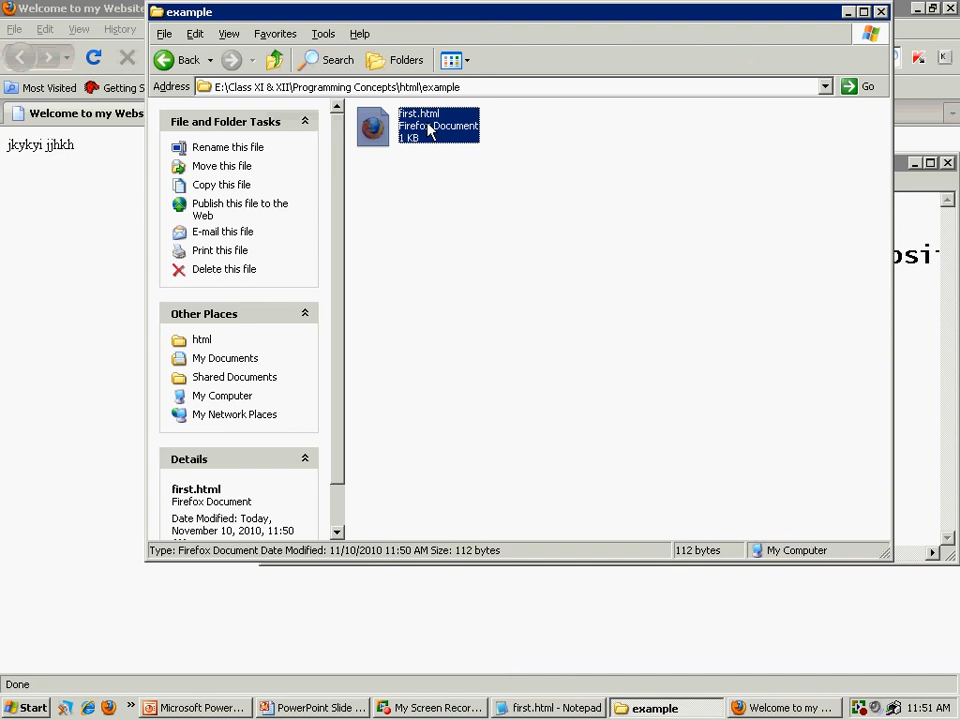 Welcome to my Website
File Edit View History
Most Visited Getting S
Welcome to my Webs
jkykyi jjhkh
example
File Edit View Favorites Tools Help
Back Search Folders
Address E:\Class XI & XII\Programming Concepts\html\example Go
File and Folder Tasks
Rename this file
Move this file
Copy this file
Publish this file to the
Web
E-mail this file
Print this file
Delete this file
Other Places
html
My Documents
Shared Documents
My Computer
My Network Places
Details
first.html
Firefox Document
Date Modified: Today,
November 10, 2010, 11:50
first.html
Firefox Document
1 KB
Type: Firefox Document Date Modified: 11/10/2010 11:50 AM Size: 112 bytes 112 bytes My Computer
K
Done
Start » Microsoft Power... PowerPoint Slide ... My Screen Recor... first.html - Notepad example Welcome to my ... 11:51 AM